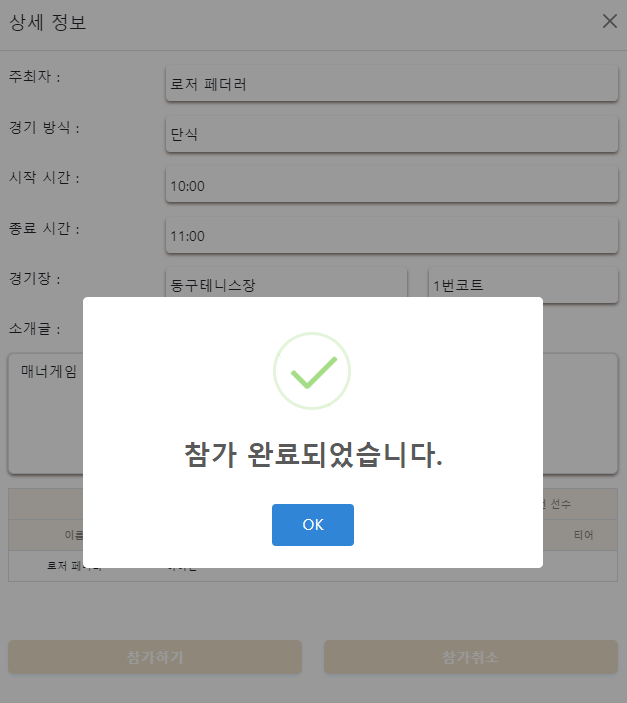 상세 정보
주최자 : 로저 페더러
경기 방식 : 단식
시작 시간 : 10:00
종료 시간 : 11:00
경기장 : 동구테니스장 1번코트
소개글 :
매너게임
참가 완료되었습니다.
OK
선수
티어
로저
참가하기 참가취소